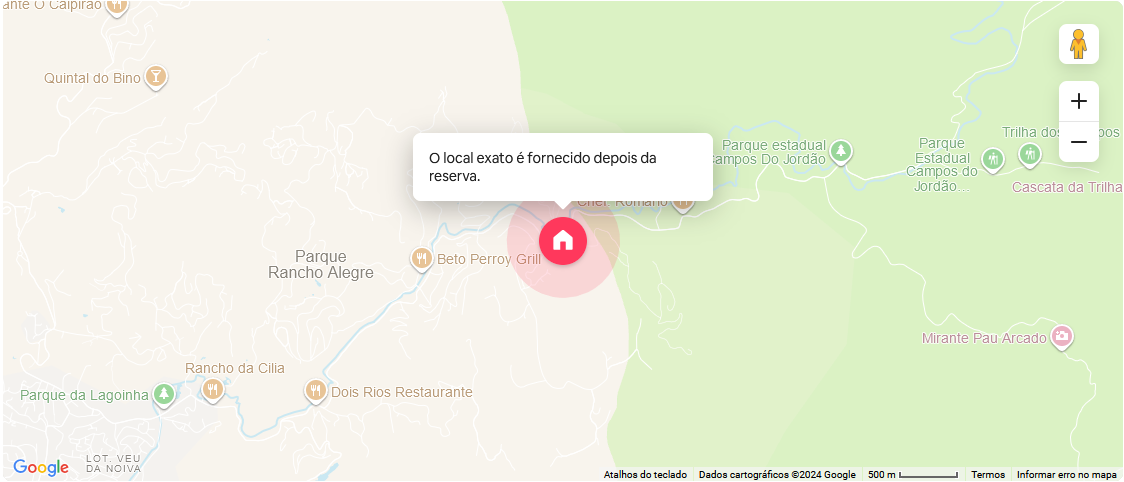 ante O Caipirão
Quintal do Bino
O local exato é fornecido depois da
reserva.
Parque estadual
Campos Do Jordão
Parque
Estadual
Campos do
Jordão...
Trilha dos
Cascata da Trilha
Chef. Romano
Parque
Rancho Alegre
Beto Perroy Grill
Mirante Pau Arcado
Rancho da Cilia
Parque da Lagoinha
Dois Rios Restaurante
LOT. VEU
DA NOIVA
Google
Atalhos do teclado
Dados cartográficos ©2024 Google
500 m
Termos
Informar erro no mapa